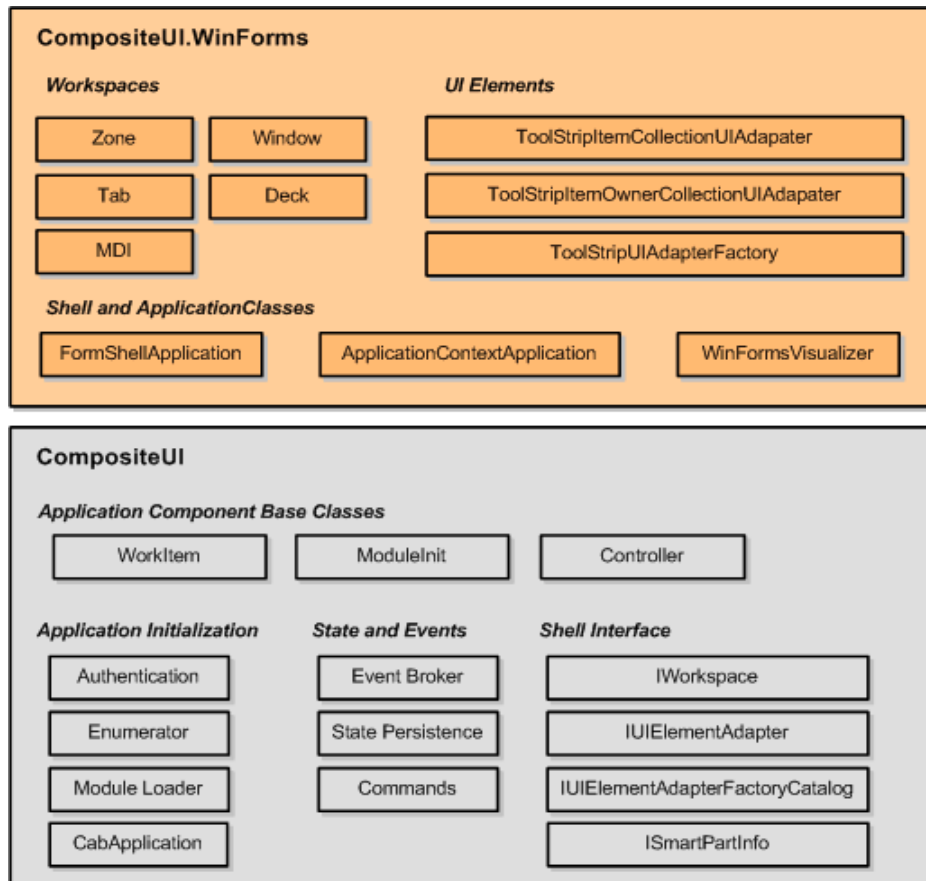 CompositeUI.WinForms
Workspaces
UI Elements
Zone
Window
ToolStripItemCollectionUIAdapater
Tab
Deck
ToolStripItemOwnerCollectionUIAdapater
MDI
ToolStripUIAdapterFactory
Shell and ApplicationClasses
FormShellApplication
ApplicationContextApplication
WinFormsVisualizer
CompositeUI
Application Component Base Classes
WorkItem
ModuleInit
Controller
Application Initialization
State and Events
Shell Interface
Authentication
Event Broker
IWorkspace
Enumerator
State Persistence
IUIElementAdapter
Module Loader
Commands
IUIElementAdapterFactoryCatalog
CabApplication
ISmartPartInfo